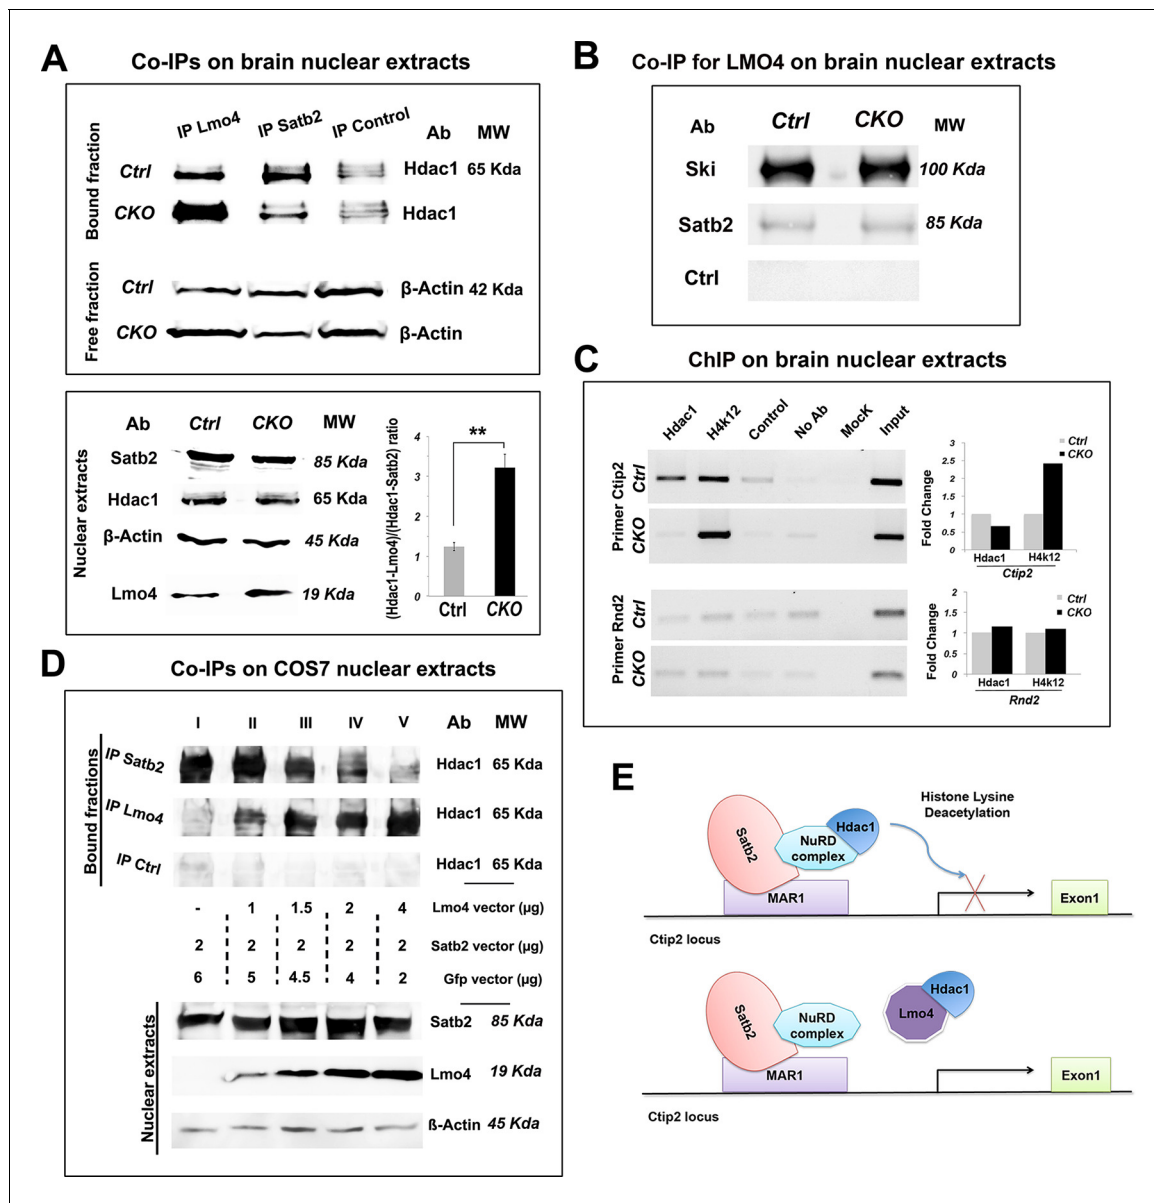 A
Co-IPs on brain nuclear extracts
IP Lmo4
IP Satb2
IP Control
Ab
MW
Bound fraction
Ctrl
Hdac1
65 Kda
CKO
Hdac1
Free fraction
Ctrl
β-Actin
42 Kda
CKO
β-Actin
Nuclear extracts
Ab
Ctrl
CKO
MW
Satb2
85 Kda
Hdac1
65 Kda
β-Actin
45 Kda
Lmo4
19 Kda
(Hdac1-Lmo4)/(Hdac1-Satb2) ratio
4
3
2
1
0
**
Ctrl
CKO
B
Co-IP for LMO4 on brain nuclear extracts
Ab
Ctrl
CKO
MW
Ski
100 Kda
Satb2
85 Kda
Ctrl
C
ChIP on brain nuclear extracts
Hdac1
H4k12
Control
No Ab
MocK
Input
Primer Ctip2
Ctrl
CKO
Primer Rnd2
Ctrl
CKO
Fold Change
3
2.5
2
1.5
1
0.5
0
Ctrl
CKO
Hdac1
H4k12
Ctip2
Fold Change
2
1.5
1
0.5
0
Ctrl
CKO
Hdac1
H4K12
Rnd2
D
Co-IPs on COS7 nuclear extracts
I
II
III
IV
V
Ab
MW
Bound fractions
IP Satb2
Hdac1
65 Kda
IP Lmo4
Hdac1
65 Kda
IP Ctrl
Hdac1
65 Kda
- 1 1.5 2 4 Lmo4 vector (µg)
2 2 2 2 2 Satb2 vector (µg)
6 5 4.5 4 2 Gfp vector (µg)
Nuclear extracts
Satb2
85 Kda
Lmo4
19 Kda
ß-Actin
45 Kda
E
Satb2
NuRD
complex
Hdac1
Histone Lysine
Deacetylation
MAR1
Exon1
Ctip2 locus
Satb2
NuRD
complex
Lmo4
Hdac1
MAR1
Exon1
Ctip2 locus